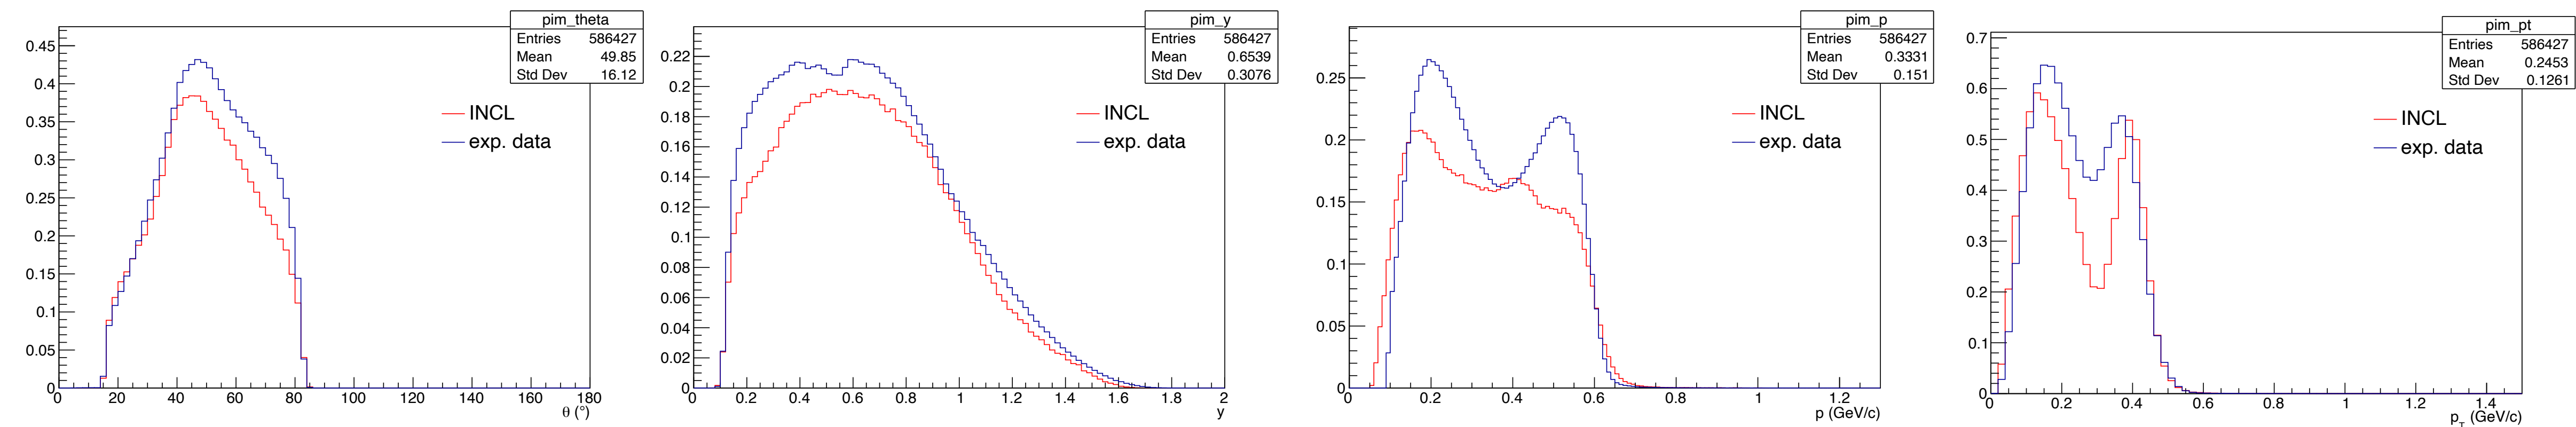 pim_theta
Entries 586427
Mean 49.85
Std Dev 16.12
0.45
0.4
0.35
0.3
0.25
0.2
0.15
0.1
0.05
0
INCL
exp. data
0 20 40 60 80 100 120 140 160 180
θ (°)
pim_y
Entries 586427
Mean 0.6539
Std Dev 0.3076
0.22
0.2
0.18
0.16
0.14
0.12
0.1
0.08
0.06
0.04
0.02
0
INCL
exp. data
0 0.2 0.4 0.6 0.8 1 1.2 1.4 1.6 1.8 2
y
pim_p
Entries 586427
Mean 0.3331
Std Dev 0.151
0.25
0.2
0.15
0.1
0.05
0
INCL
exp. data
0 0.2 0.4 0.6 0.8 1 1.2
p (GeV/c)
pim_pt
Entries 586427
Mean 0.2453
Std Dev 0.1261
0.7
0.6
0.5
0.4
0.3
0.2
0.1
0
INCL
exp. data
0 0.2 0.4 0.6 0.8 1 1.2 1.4
p_T (GeV/c)